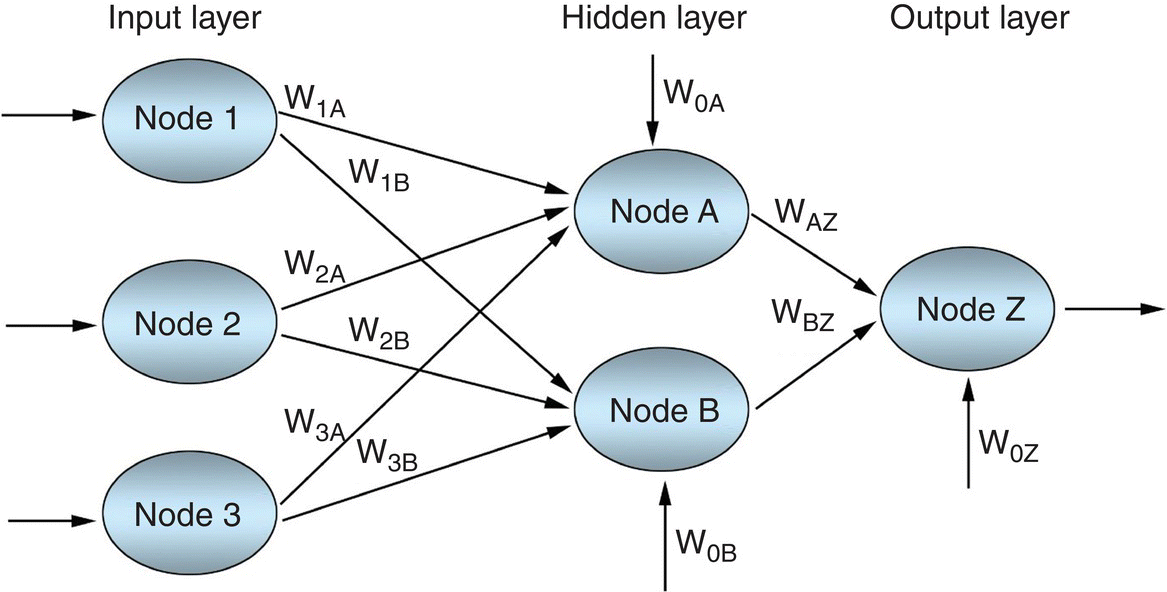 Input layer
Hidden layer
Output layer
Node 1
Node 2
Node 3
W1A
W1B
W2A
W2B
W3A
W3B
W0A
Node A
Node B
W0B
WAZ
WBZ
Node Z
W0Z